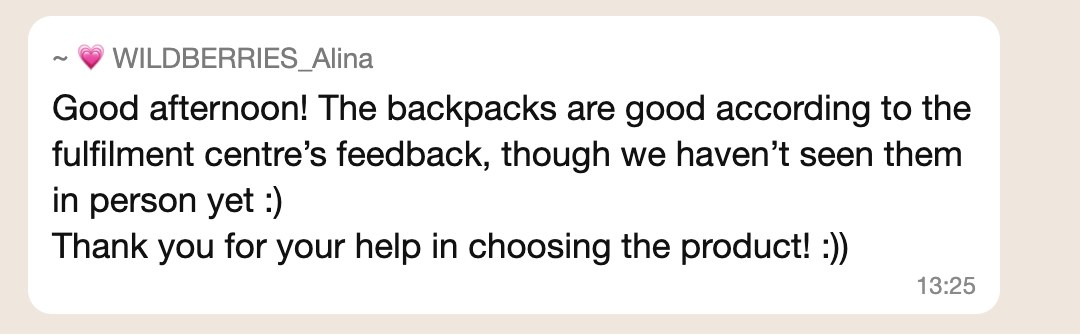 ~ 💗 WILDBERRIES_Alina
Good afternoon! The backpacks are good according to the
fulfilment centre’s feedback, though we haven’t seen them
in person yet :)
Thank you for your help in choosing the product! :))
13:25